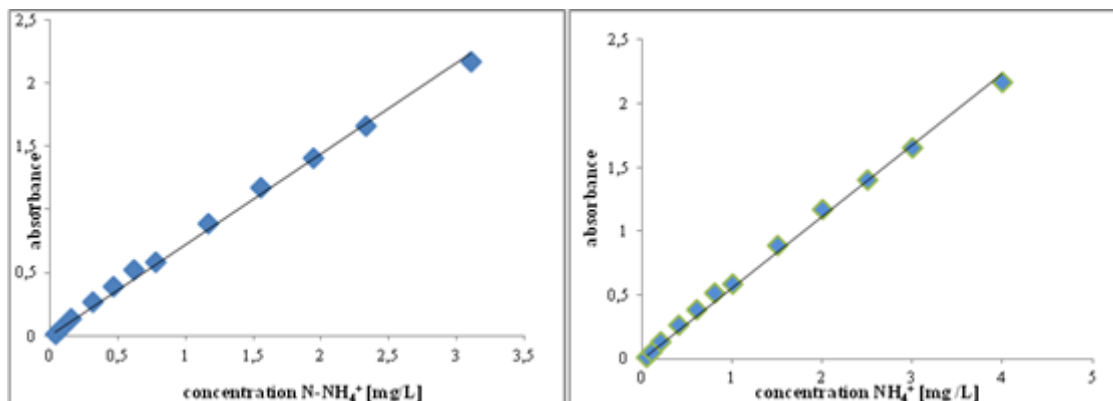 2,5
2
1,5
1
0,5
0
absorbance
0 0,5 1 1,5 2 2,5 3 3,5
concentration N-NH₄⁺ [mg/L]
2,5
2
1,5
1
0,5
0
absorbance
0 1 2 3 4 5
concentration NH₄⁺ [mg /L]